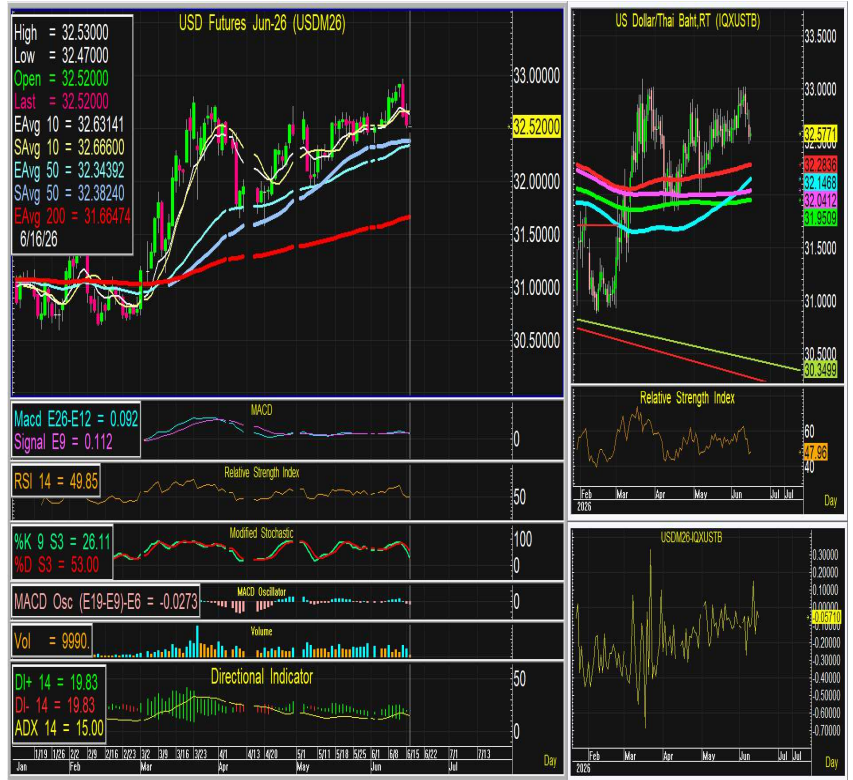 USD Futures Jun-26 (USDM26)
High = 32.53000
Low = 32.47000
Open = 32.52000
Last = 32.52000
EAvg 10 = 32.63141
SAvg 10 = 32.66600
EAvg 50 = 32.34392
SAvg 50 = 32.38240
EAvg 200 = 31.66474
6/16/26
33.00000
32.52000
32.00000
31.50000
31.00000
30.50000
MACD
Macd E26-E12 = 0.092
Signal E9 = 0.112
0
Relative Strength Index
RSI 14 = 49.85
50
Modified Stochastic
%K 9 S3 = 26.11
%D S3 = 53.00
100
0
MACD Oscillator
MACD Osc (E19-E9)-E6 = -0.0273
0
Volume
Vol = 9990.
Directional Indicator
DI+ 14 = 19.83
DI- 14 = 19.83
ADX 14 = 15.00
50
0
1/19 1/26 2/2 2/9 2/16 2/23 3/2 3/9 3/16 3/23 4/1 4/13 4/20 5/1 5/11 5/18 5/25 6/1 6/8 6/15 6/22 7/1 7/13
Jan Feb Mar Apr May Jun Jul
Day
US Dollar/Thai Baht,RT (IQXUSTB)
33.5000
33.0000
32.5771
32.5000
32.2836
32.1468
32.0412
31.9509
31.5000
31.0000
30.5000
30.3499
Relative Strength Index
60
47.96
40
Feb Mar Apr May Jun Jul Jul
2026
Day
USDM26-IQXUSTB
0.30000
0.20000
0.10000
0.00000
-0.05710
-0.10000
-0.20000
-0.30000
-0.40000
-0.50000
-0.60000
-0.70000
Feb Mar Apr May Jun Jul Jul
2026
Day